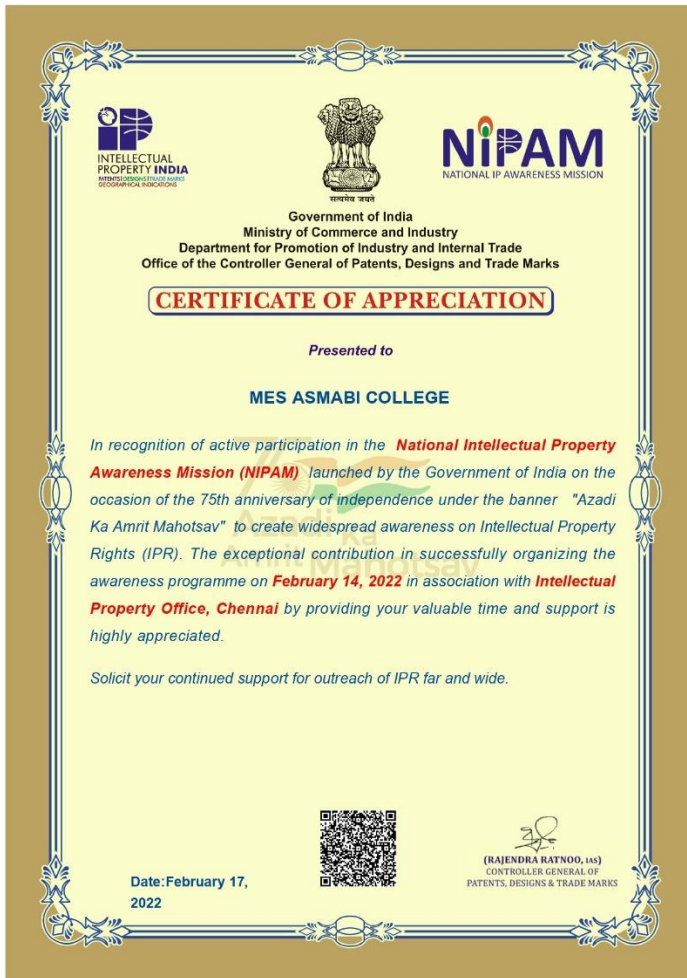 INTELLECTUAL
PROPERTY INDIA
PATENTS | DESIGNS | TRADE MARKS
GEOGRAPHICAL INDICATIONS
सत्यमेव जयते
NiPAM
NATIONAL IP AWARENESS MISSION
Government of India
Ministry of Commerce and Industry
Department for Promotion of Industry and Internal Trade
Office of the Controller General of Patents, Designs and Trade Marks
CERTIFICATE OF APPRECIATION
Presented to
MES ASMABI COLLEGE
In recognition of active participation in the National Intellectual Property
Awareness Mission (NIPAM) launched by the Government of India on the
occasion of the 75th anniversary of independence under the banner "Azadi
Ka Amrit Mahotsav" to create widespread awareness on Intellectual Property
Rights (IPR). The exceptional contribution in successfully organizing the
awareness programme on February 14, 2022 in association with Intellectual
Property Office, Chennai by providing your valuable time and support is
highly appreciated.
Solicit your continued support for outreach of IPR far and wide.
Azadi
Ka
Amrit Mahotsav
Date:February 17,
2022
(RAJENDRA RATNOO, IAS)
CONTROLLER GENERAL OF
PATENTS, DESIGNS & TRADE MARKS